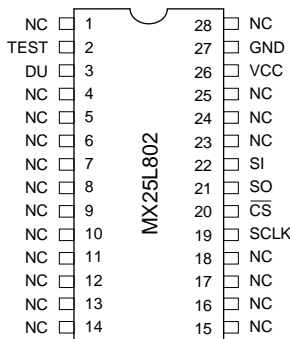 NC 1 28 NC
TEST 2 27 GND
DU 3 26 VCC
NC 4 25 NC
NC 5 24 NC
NC 6 23 NC
NC 7 22 SI
NC 8 21 SO
NC 9 20 C̅S̅
NC 10 19 SCLK
NC 11 18 NC
NC 12 17 NC
NC 13 16 NC
NC 14 15 NC
MX25L802